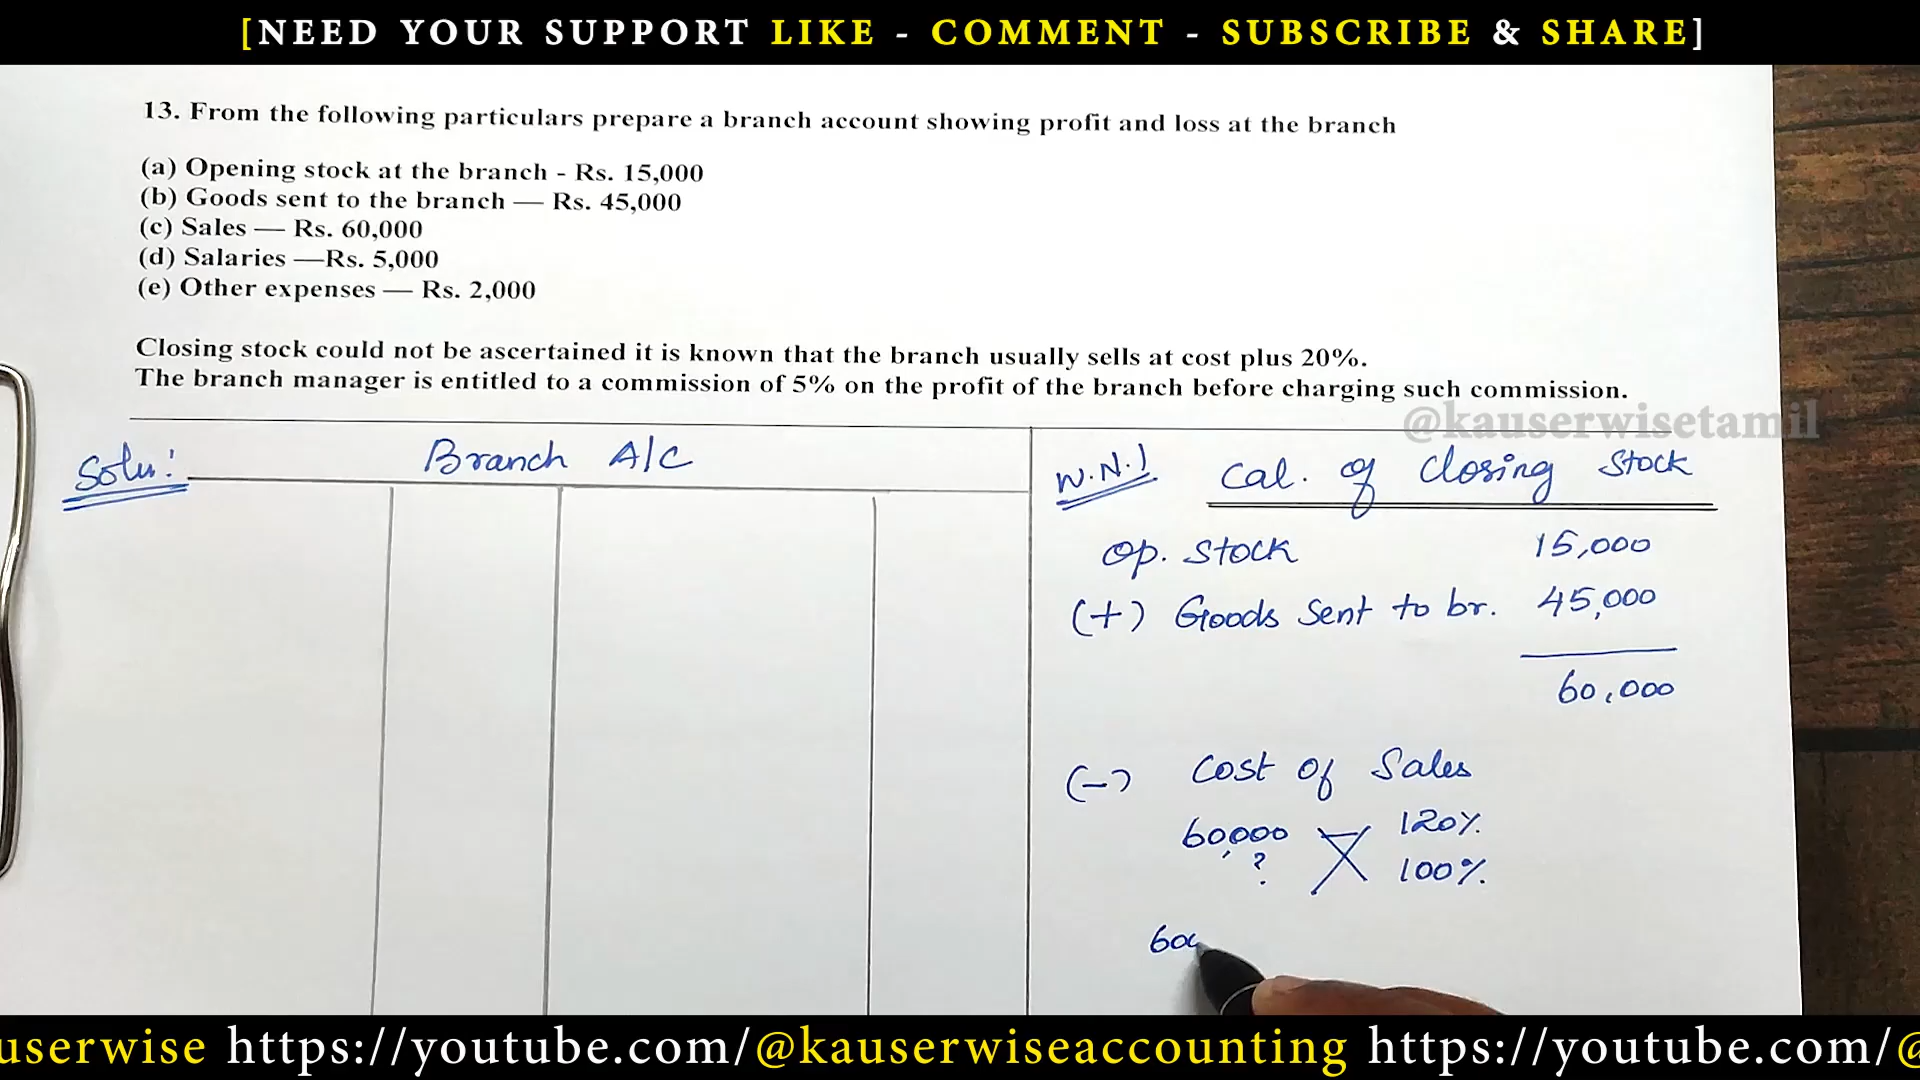 [NEED YOUR SUPPORT LIKE - COMMENT - SUBSCRIBE & SHARE]
13. From the following particulars prepare a branch account showing profit and loss at the branch
(a) Opening stock at the branch - Rs. 15,000
(b) Goods sent to the branch — Rs. 45,000
(c) Sales — Rs. 60,000
(d) Salaries —Rs. 5,000
(e) Other expenses — Rs. 2,000
Closing stock could not be ascertained it is known that the branch usually sells at cost plus 20%.
The branch manager is entitled to a commission of 5% on the profit of the branch before charging such commission.
@kauserwisetamil
Solu:
Branch A/C
W.N.1 Cal. of Closing Stock
Op. Stock 15,000
(+) Goods Sent to br. 45,000
60,000
(-) Cost Of Sales
60,000 120%
? 100%
600
userwise https://youtube.com/@kauserwiseaccounting https://youtube.com/@